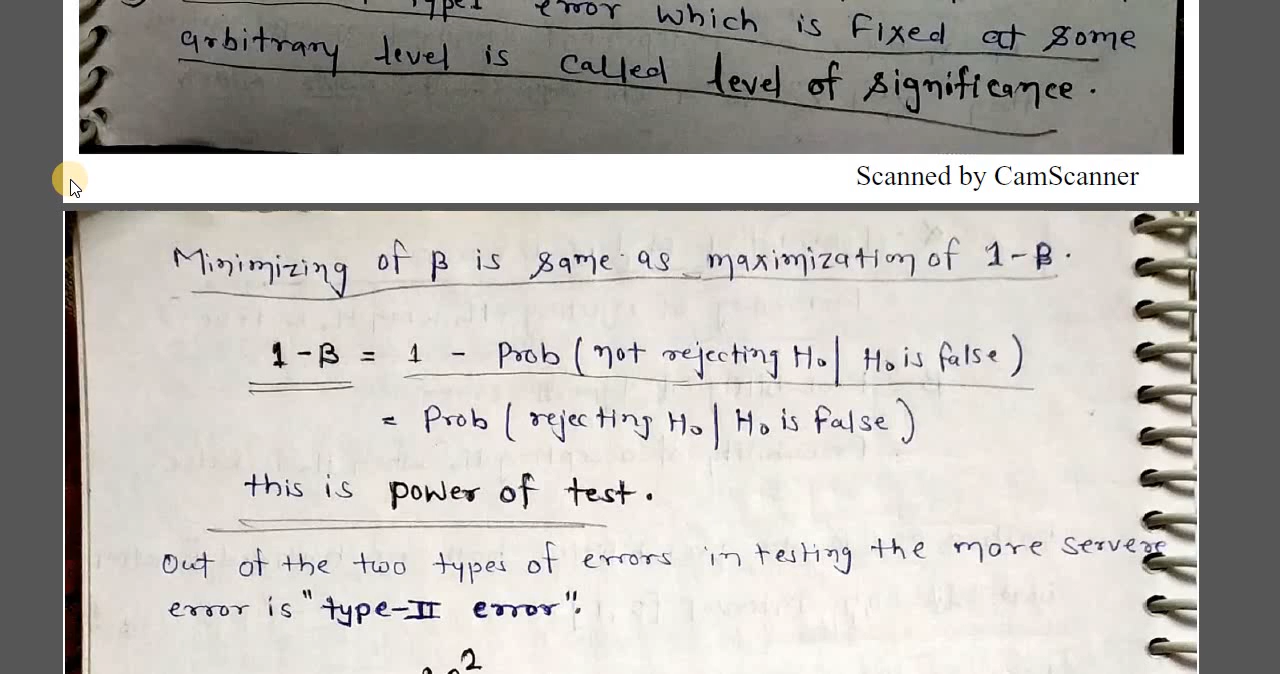 error which is fixed at some
arbitrary level is called level of significance.
Scanned by CamScanner
Minimizing of β is same as maximization of 1-β.
1-β = 1 - Prob (not rejecting H₀| H₀ is false)
= Prob ( rejecting H₀ | H₀ is false)
this is power of test.
Out of the two types of errors in testing the more servere
error is "type-II error".
2